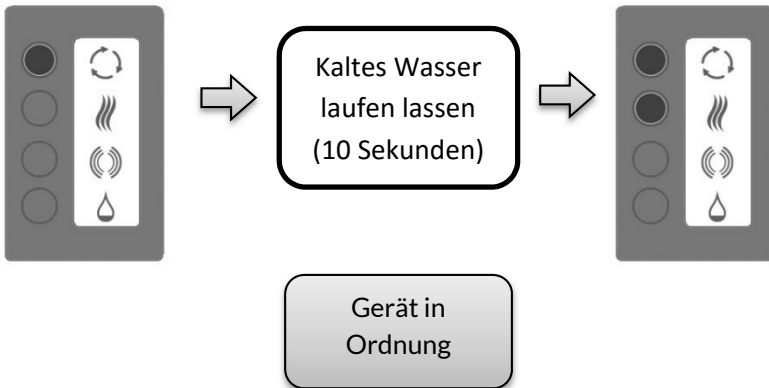 Kaltes Wasser
laufen lassen
(10 Sekunden)
Gerät in
Ordnung